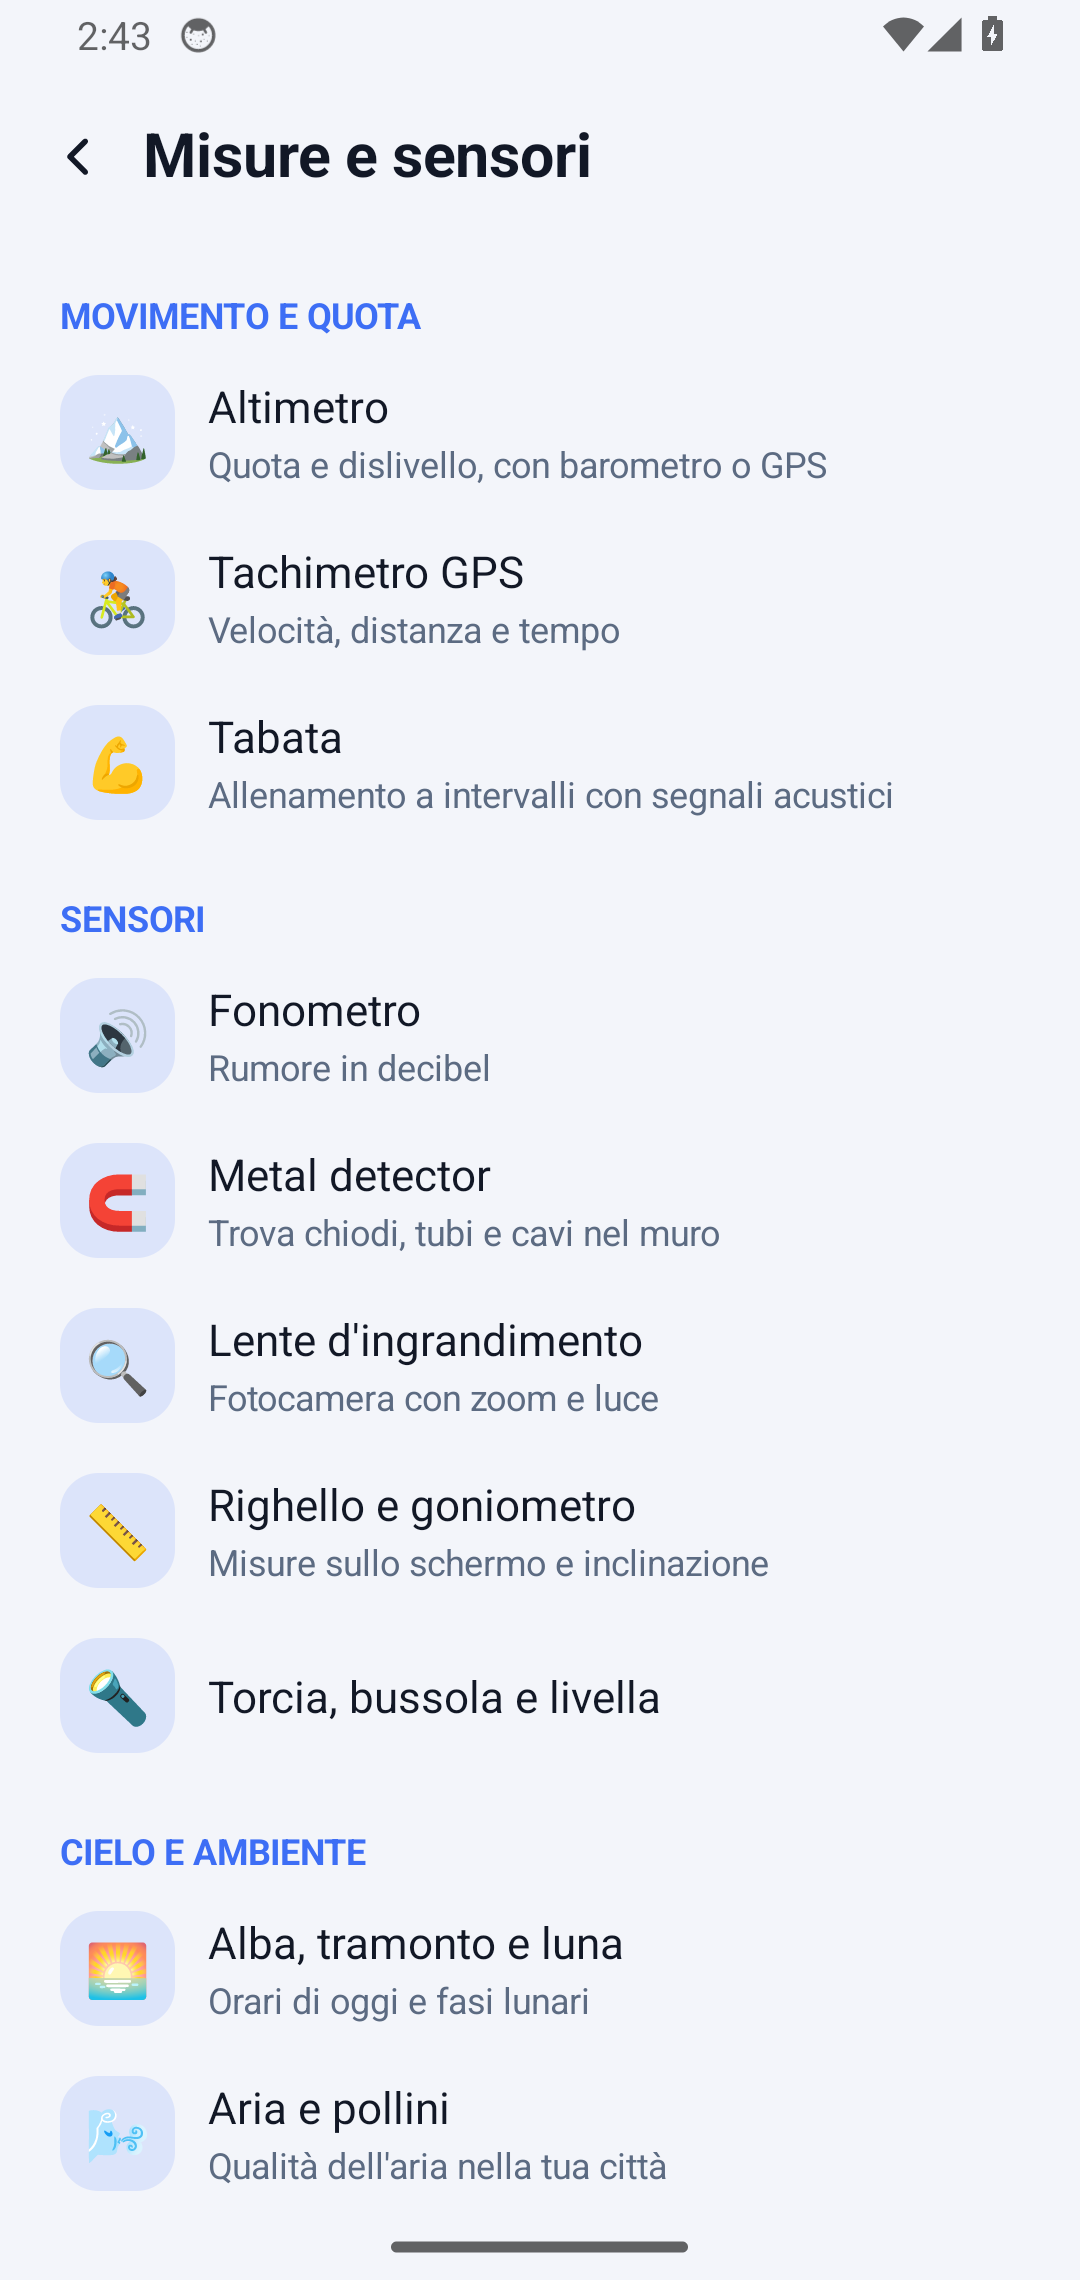 2:43
Misure e sensori
MOVIMENTO E QUOTA
Altimetro
Quota e dislivello, con barometro o GPS
Tachimetro GPS
Velocità, distanza e tempo
Tabata
Allenamento a intervalli con segnali acustici
SENSORI
Fonometro
Rumore in decibel
Metal detector
Trova chiodi, tubi e cavi nel muro
Lente d'ingrandimento
Fotocamera con zoom e luce
Righello e goniometro
Misure sullo schermo e inclinazione
Torcia, bussola e livella
CIELO E AMBIENTE
Alba, tramonto e luna
Orari di oggi e fasi lunari
Aria e pollini
Qualità dell'aria nella tua città